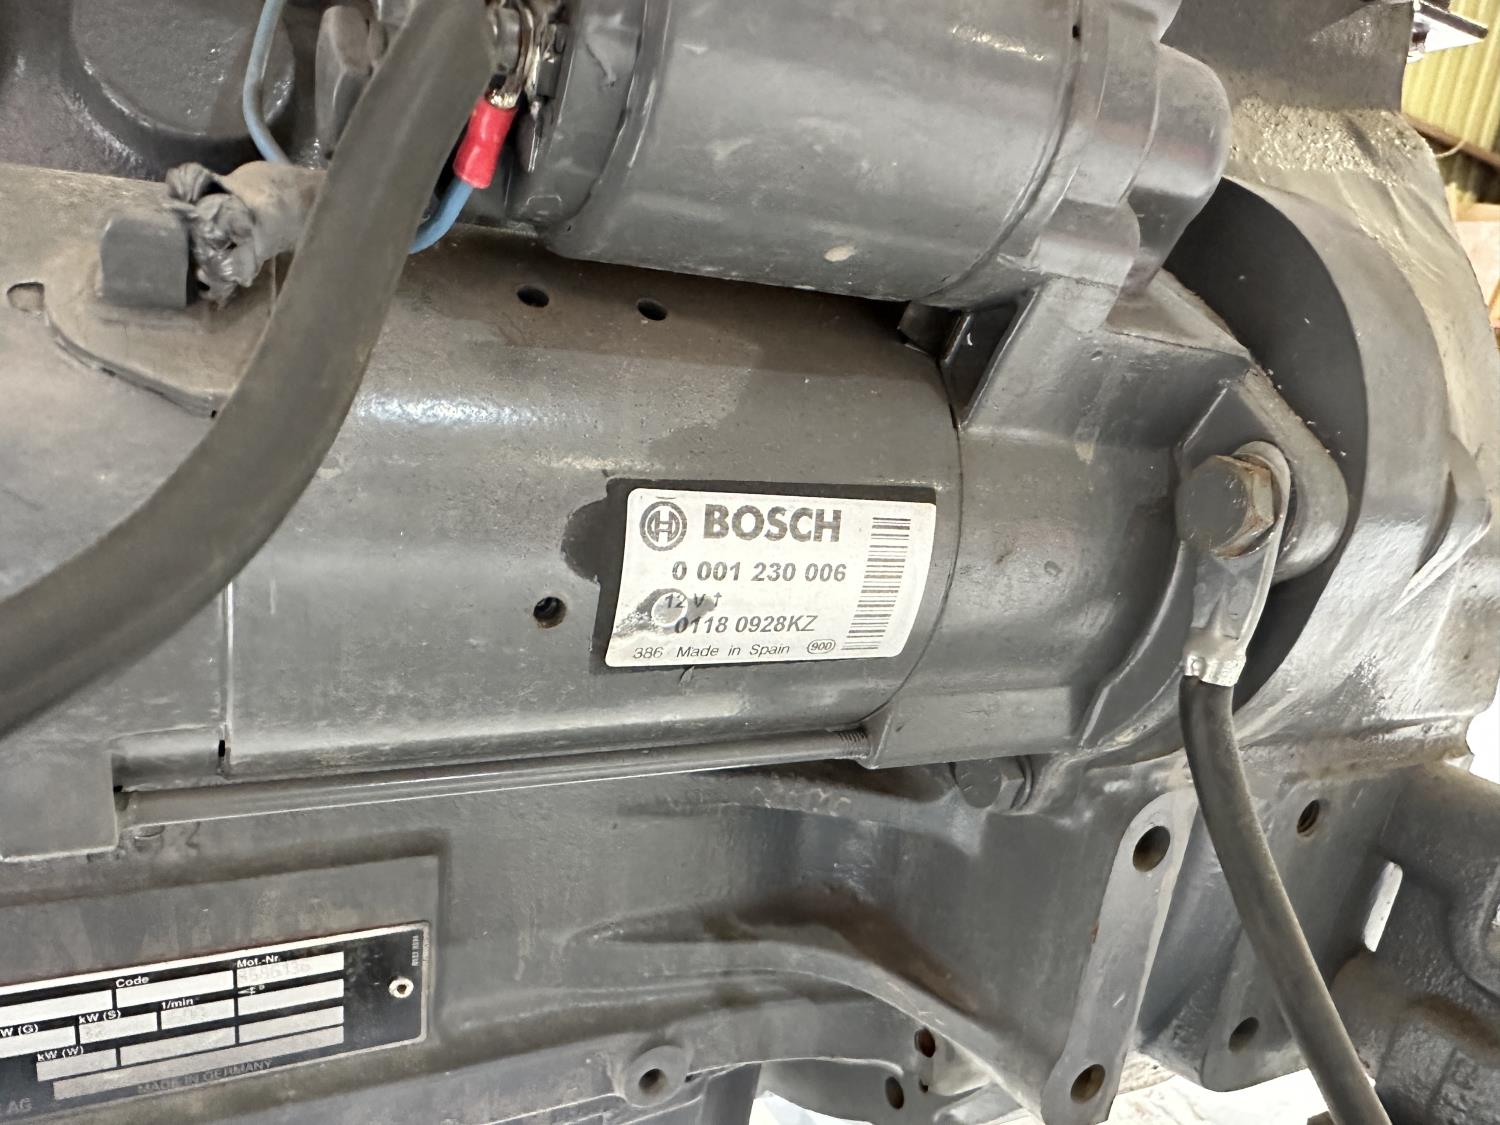 BOSCH
0 001 230 006
12 V
0118 0928KZ
386 Made in Spain 900
Code
Mot.-Nr.
kW (S)
1/min
W (G)
kW (W)
MADE IN GERMANY
AG